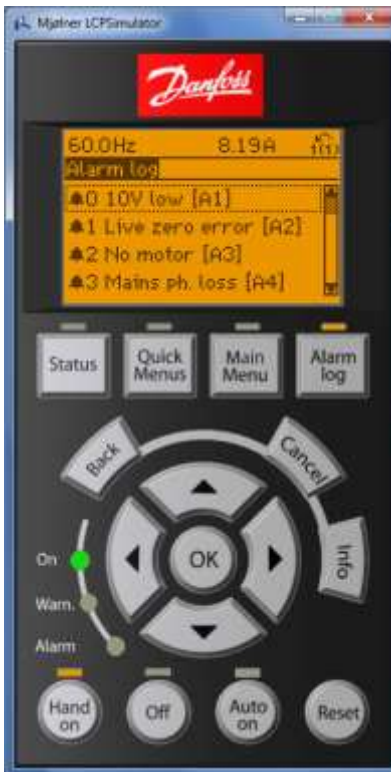 Mjølner LCPSimulator
Danfoss
60.0Hz 8.19A 1(1)
Alarm log
0 10V low [A1]
1 Live zero error [A2]
2 No motor [A3]
3 Mains ph. loss [A4]
Status
Quick Menus
Main Menu
Alarm log
Back
Cancel
Info
OK
On
Warn.
Alarm
Hand on
Off
Auto on
Reset